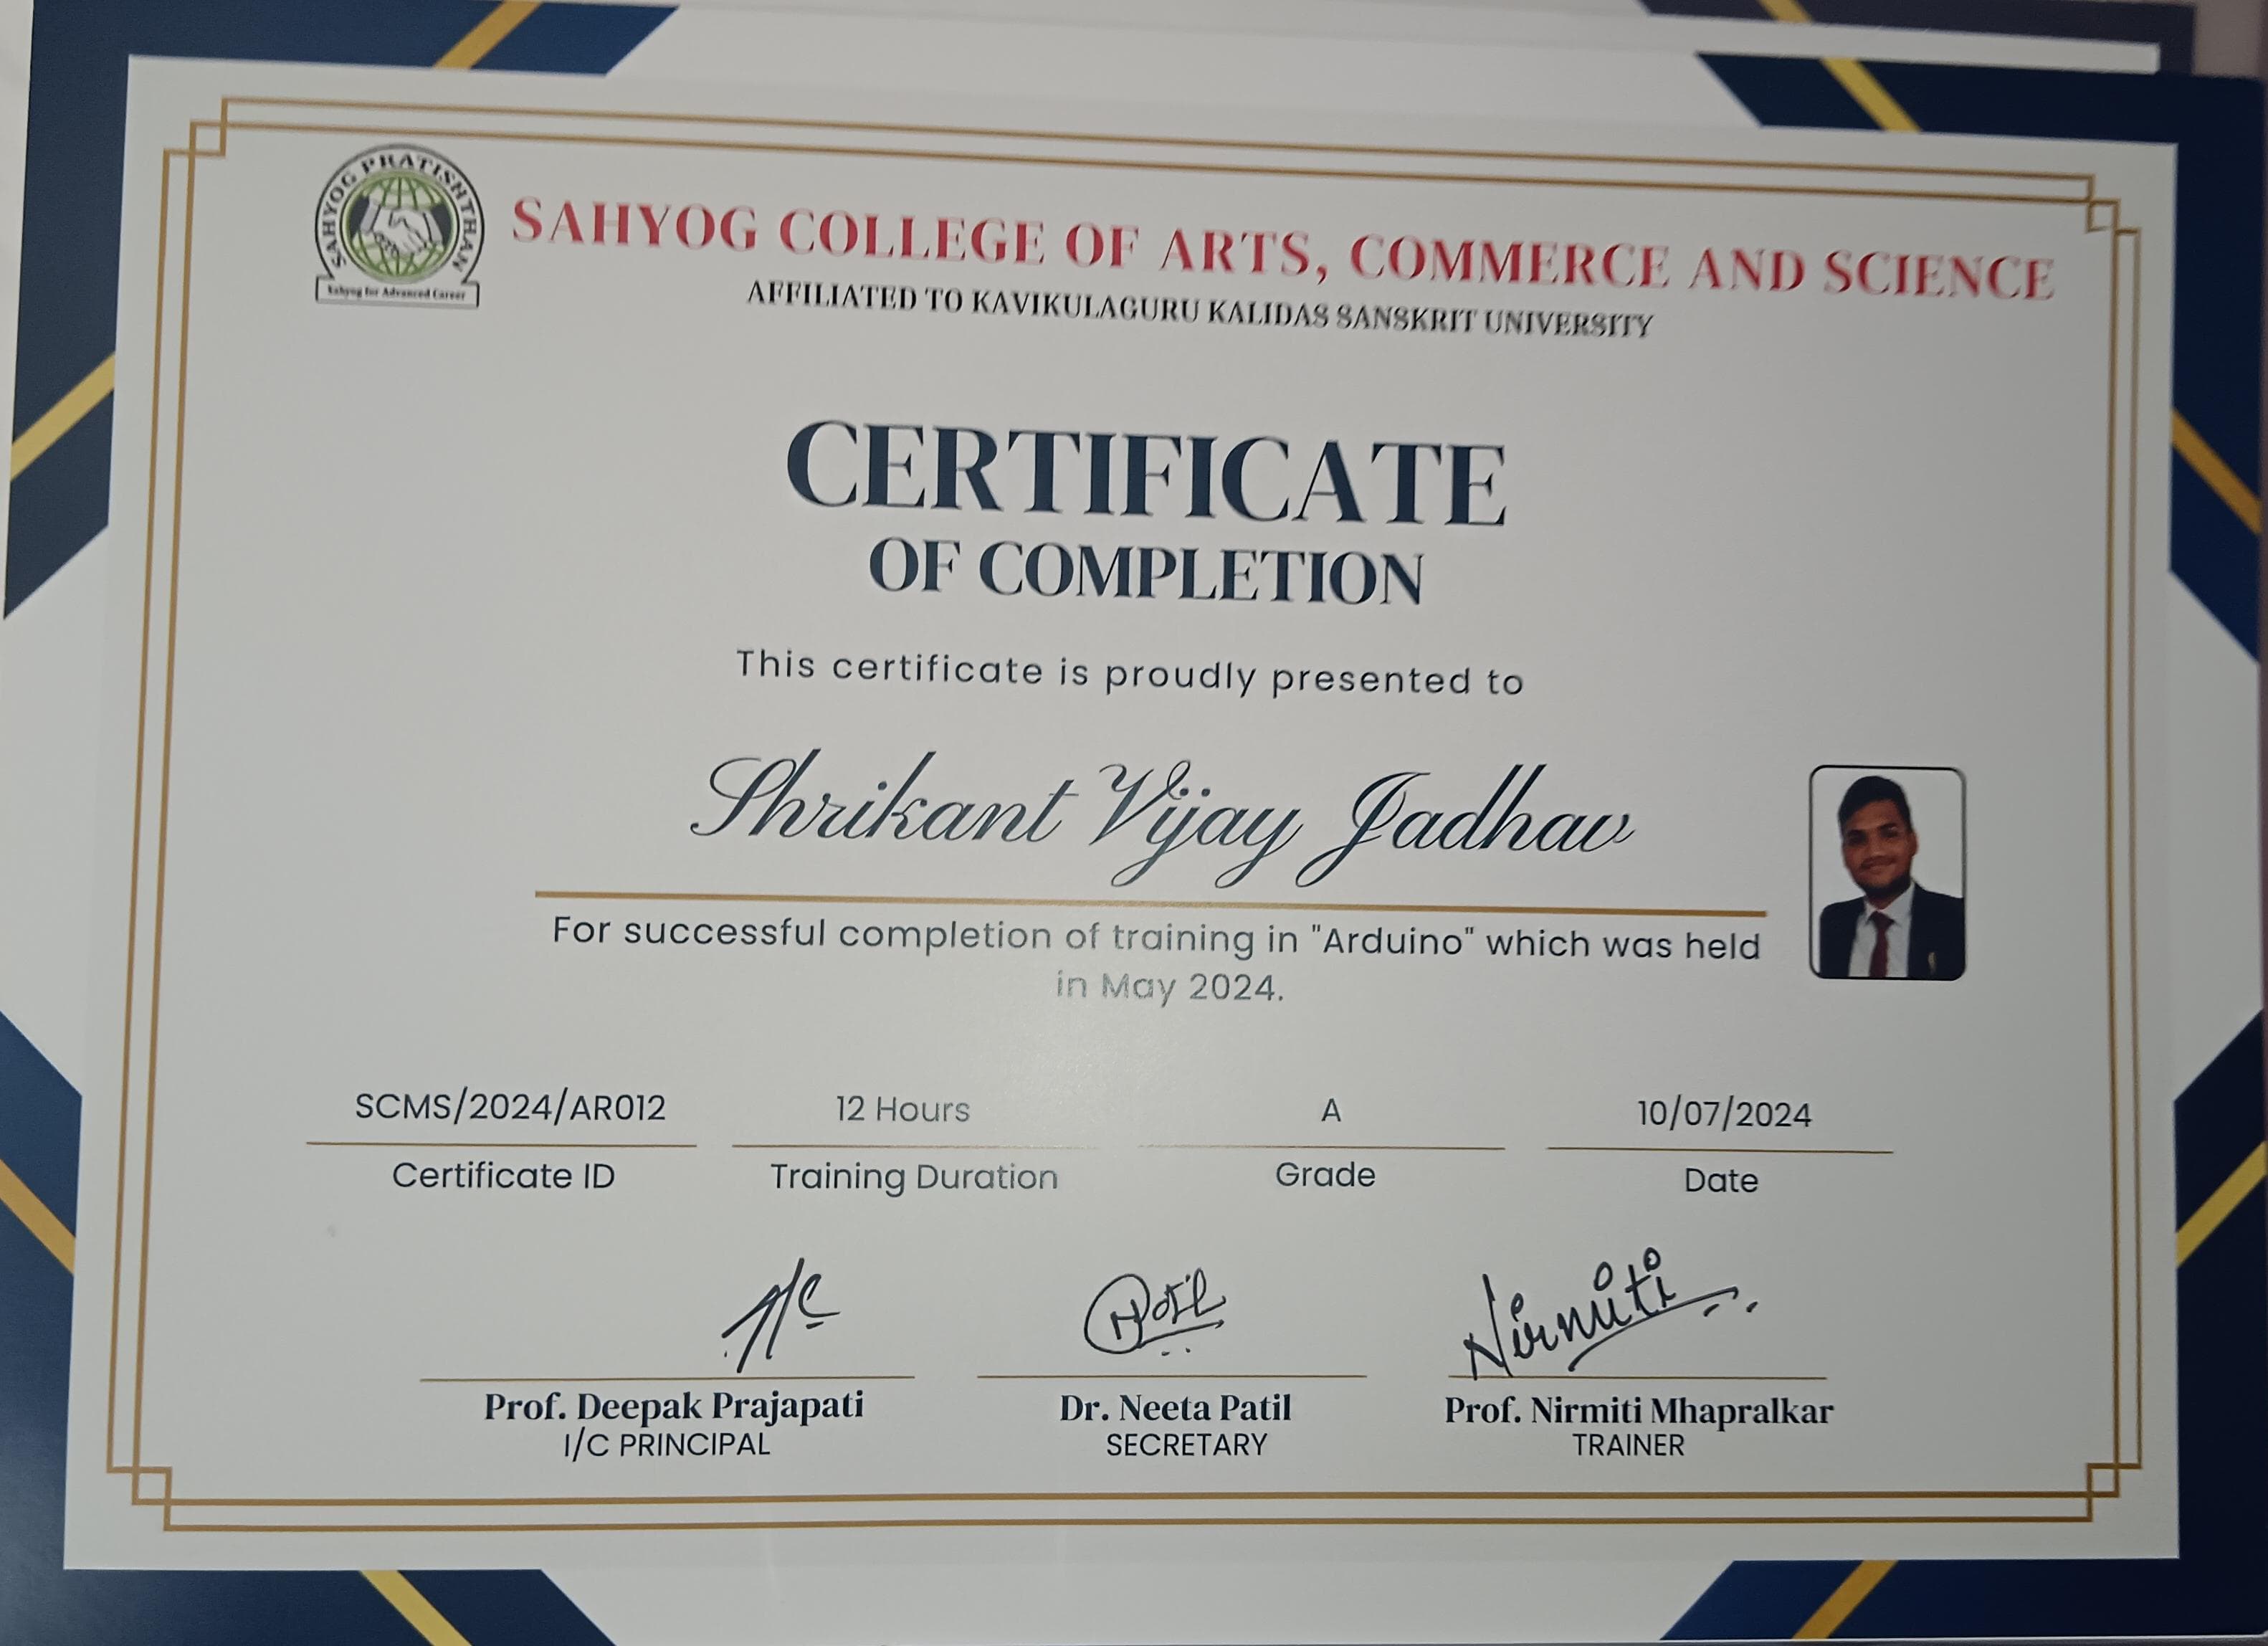 SAHYOG PRATISHTHAN
Sahyog for Advanced Career
SAHYOG COLLEGE OF ARTS, COMMERCE AND SCIENCE
AFFILIATED TO KAVIKULAGURU KALIDAS SANSKRIT UNIVERSITY
CERTIFICATE
OF COMPLETION
This certificate is proudly presented to
Shrikant Vijay Jadhav
For successful completion of training in "Arduino" which was held
in May 2024.
SCMS/2024/AR012 12 Hours A 10/07/2024
Certificate ID Training Duration Grade Date
Nirmiti
Prof. Deepak Prajapati Dr. Neeta Patil Prof. Nirmiti Mhapralkar
I/C PRINCIPAL SECRETARY TRAINER